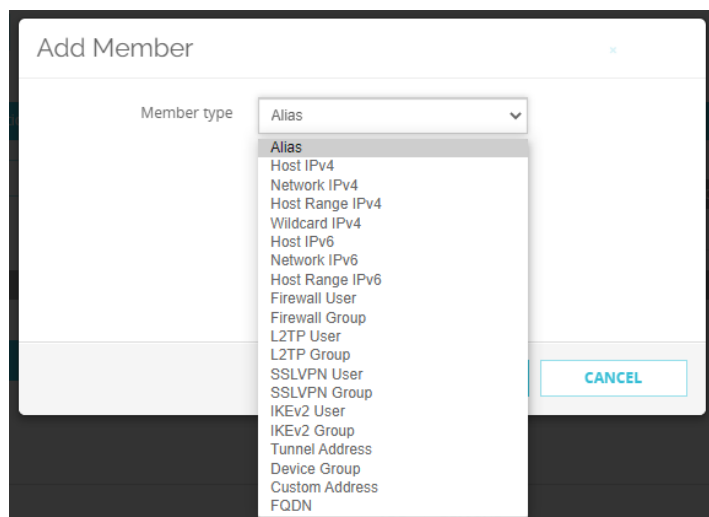 Add Member
×
Member type
Alias
Alias
Host IPv4
Network IPv4
Host Range IPv4
Wildcard IPv4
Host IPv6
Network IPv6
Host Range IPv6
Firewall User
Firewall Group
L2TP User
L2TP Group
SSLVPN User
SSLVPN Group
IKEv2 User
IKEv2 Group
Tunnel Address
Device Group
Custom Address
FQDN
CANCEL